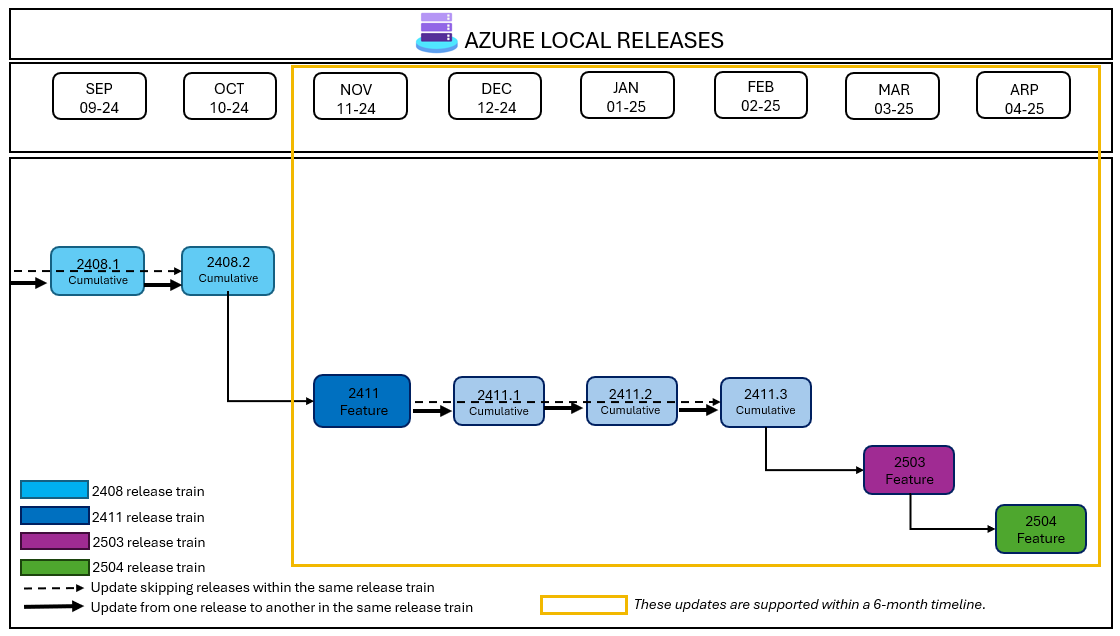 AZURE LOCAL RELEASES
SEP
09-24
OCT
10-24
NOV
11-24
DEC
12-24
JAN
01-25
FEB
02-25
MAR
03-25
ARP
04-25
2408.1
Cumulative
2408.2
Cumulative
2411
Feature
2411.1
Cumulative
2411.2
Cumulative
2411.3
Cumulative
2503
Feature
2504
Feature
2408 release train
2411 release train
2503 release train
2504 release train
Update skipping releases within the same release train
Update from one release to another in the same release train
These updates are supported within a 6-month timeline.